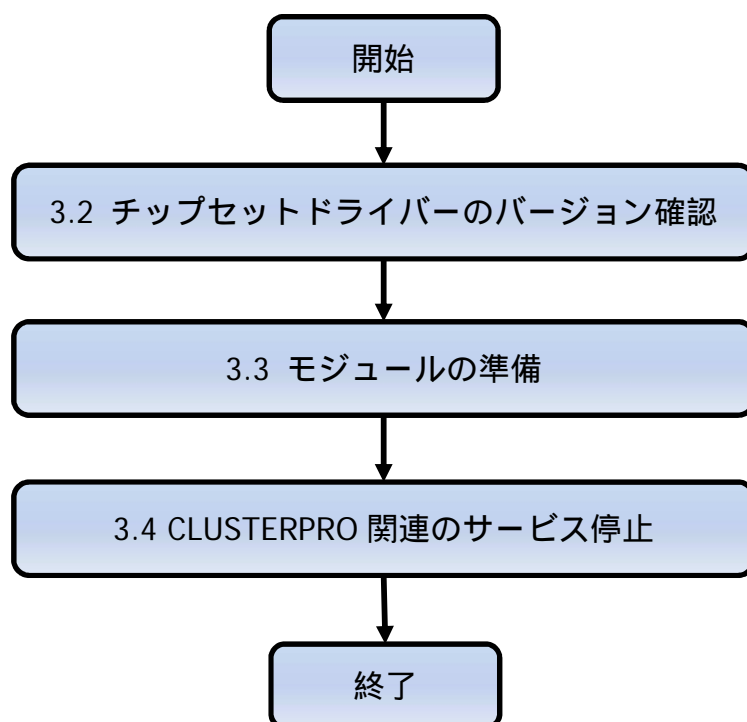 開始
3.2 チップセットドライバーのバージョン確認
3.3 モジュールの準備
3.4 CLUSTERPRO 関連のサービス停止
終了